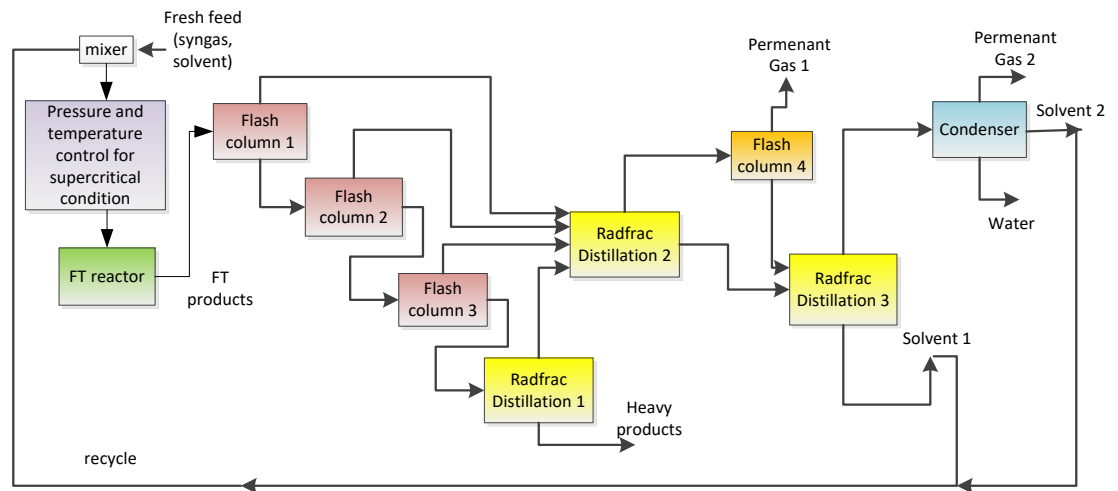 Fresh feed
(syngas,
solvent)
mixer
Pressure and
temperature
control for
supercritical
condition
FT reactor
FT
products
Flash
column 1
Flash
column 2
Flash
column 3
Radfrac
Distillation 1
Heavy
products
Radfrac
Distillation 2
Permenant
Gas 1
Flash
column 4
Radfrac
Distillation 3
Solvent 1
Permenant
Gas 2
Condenser
Solvent 2
Water
recycle